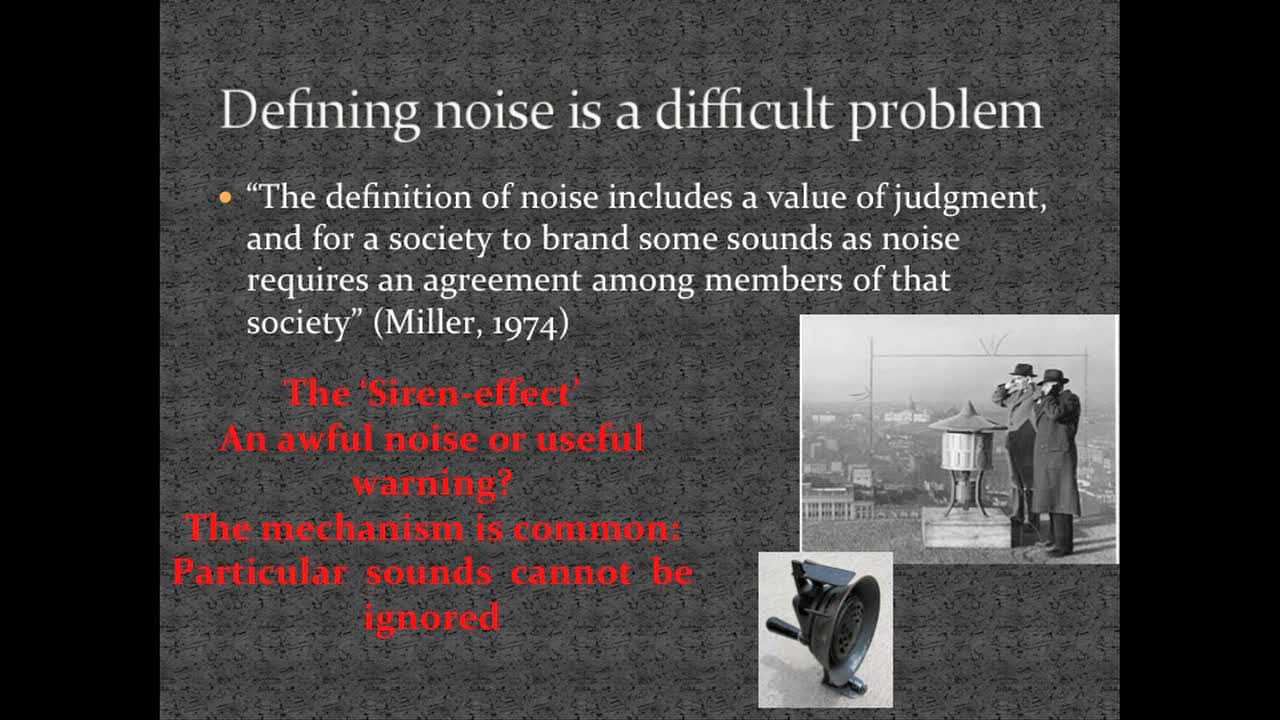 Defining noise is a difficult problem
• “The definition of noise includes a value of judgment,
and for a society to brand some sounds as noise
requires an agreement among members of that
society” (Miller, 1974)
The ‘Siren-effect’
An awful noise or useful
warning?
The mechanism is common:
Particular sounds cannot be
ignored